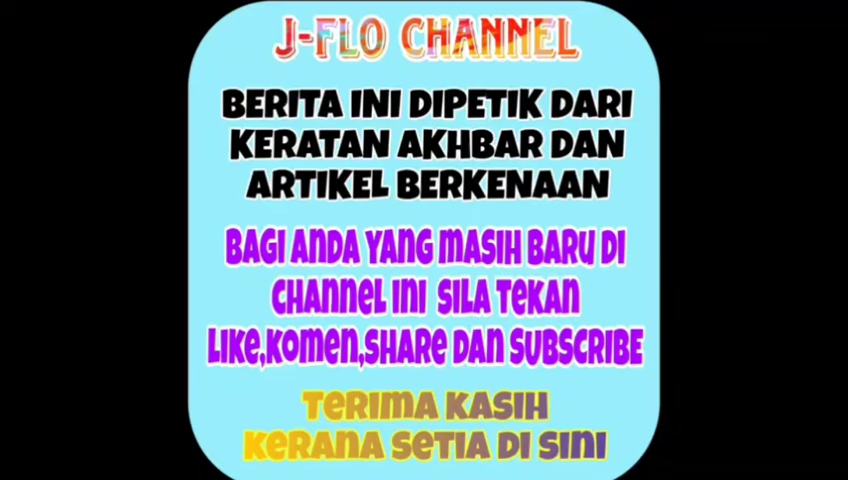 J-FLO CHANNEL
BERITA INI DIPETIK DARI
KERATAN AKHBAR DAN
ARTIKEL BERKENAAN
BAGI ANDA YANG MASIH BARU DI
CHANNEL INI SILA TEKAN
LIKE,KOMEN,SHARE DAN SUBSCRIBE
TERIMA KASIH
KERANA SETIA DI SINI